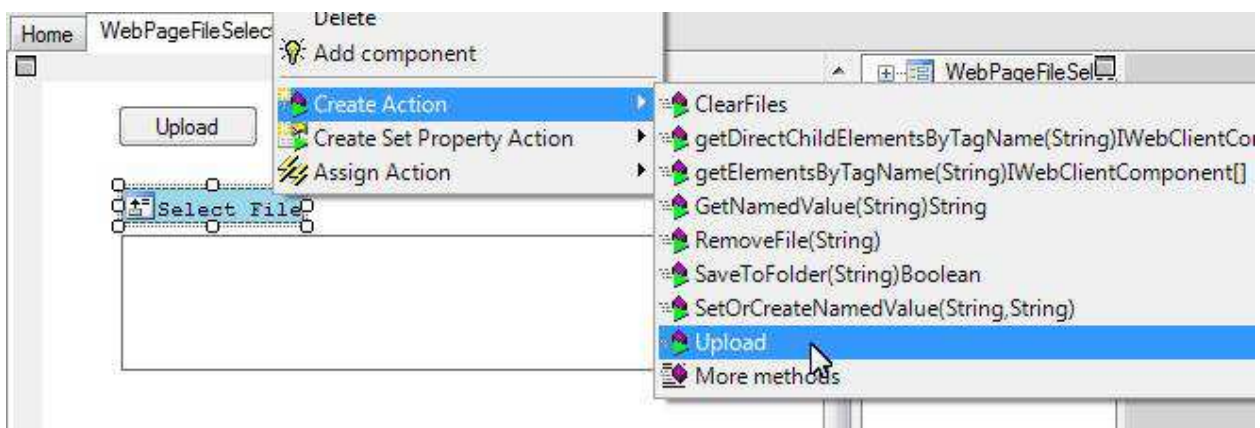 Delete
Home
WebPageFileSelec
Add component
WebPageFileSel
Create Action
ClearFiles
Upload
Create Set Property Action
getDirectChildElementsByTagName(String)IWebClientCo
Assign Action
getElementsByTagName(String)IWebClientComponent[]
Select File
GetNamedValue(String)String
RemoveFile(String)
SaveToFolder(String)Boolean
SetOrCreateNamedValue(String,String)
Upload
More methods